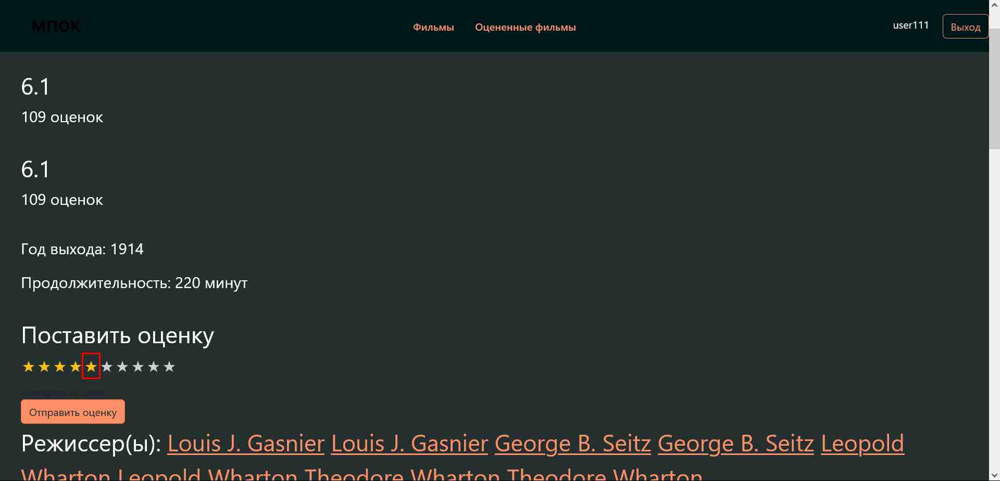 МПОК
Фильмы Оцененные фильмы
user111
Выход
6.1
109 оценок
6.1
109 оценок
Год выхода: 1914
Продолжительность: 220 минут
Поставить оценку
Отправить оценку
Режиссер(ы): Louis J. Gasnier Louis J. Gasnier George B. Seitz George B. Seitz Leopold
Wharton Leopold Wharton Theodore Wharton Theodore Wharton